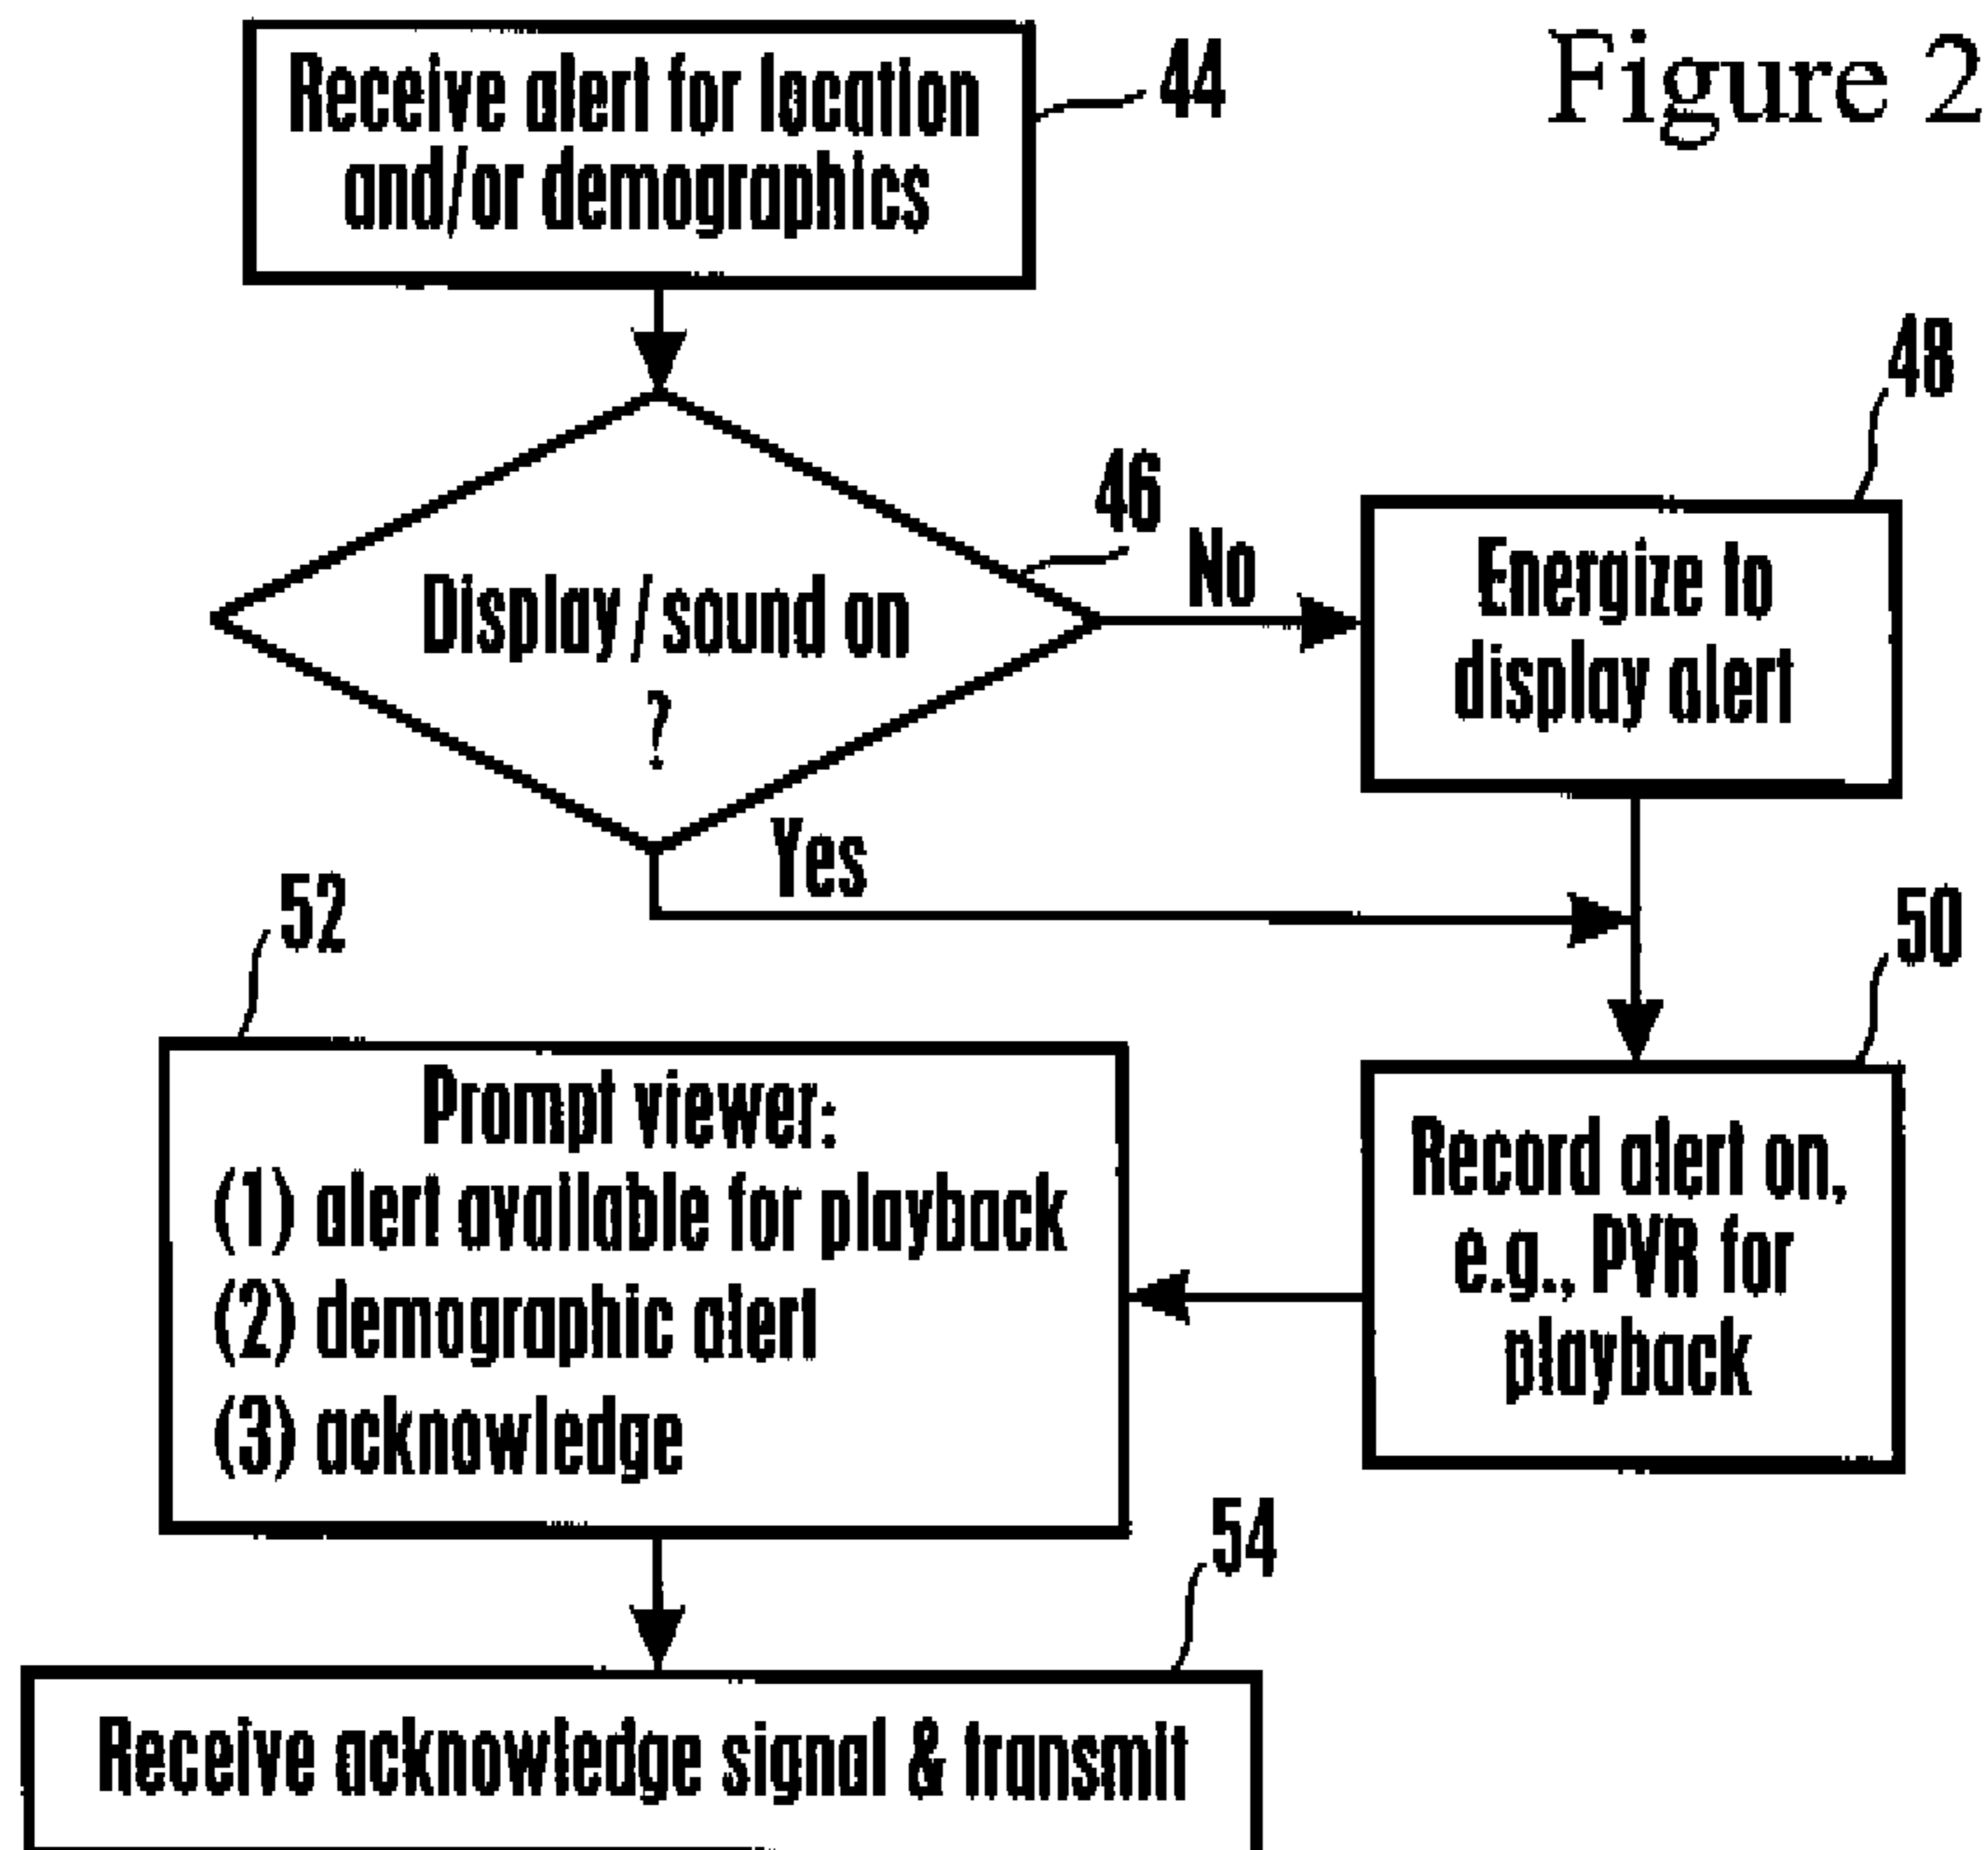 Figure 2
Receive alert for location
and/or demographics
44
Display/sound on
?
46
No
Yes
48
Energize to
display alert
50
Record alert on,
e.g., PVR for
playback
52
Prompt viewer:
(1) alert available for playback
(2) demographic alert
(3) acknowledge
54
Receive acknowledge signal & transmit